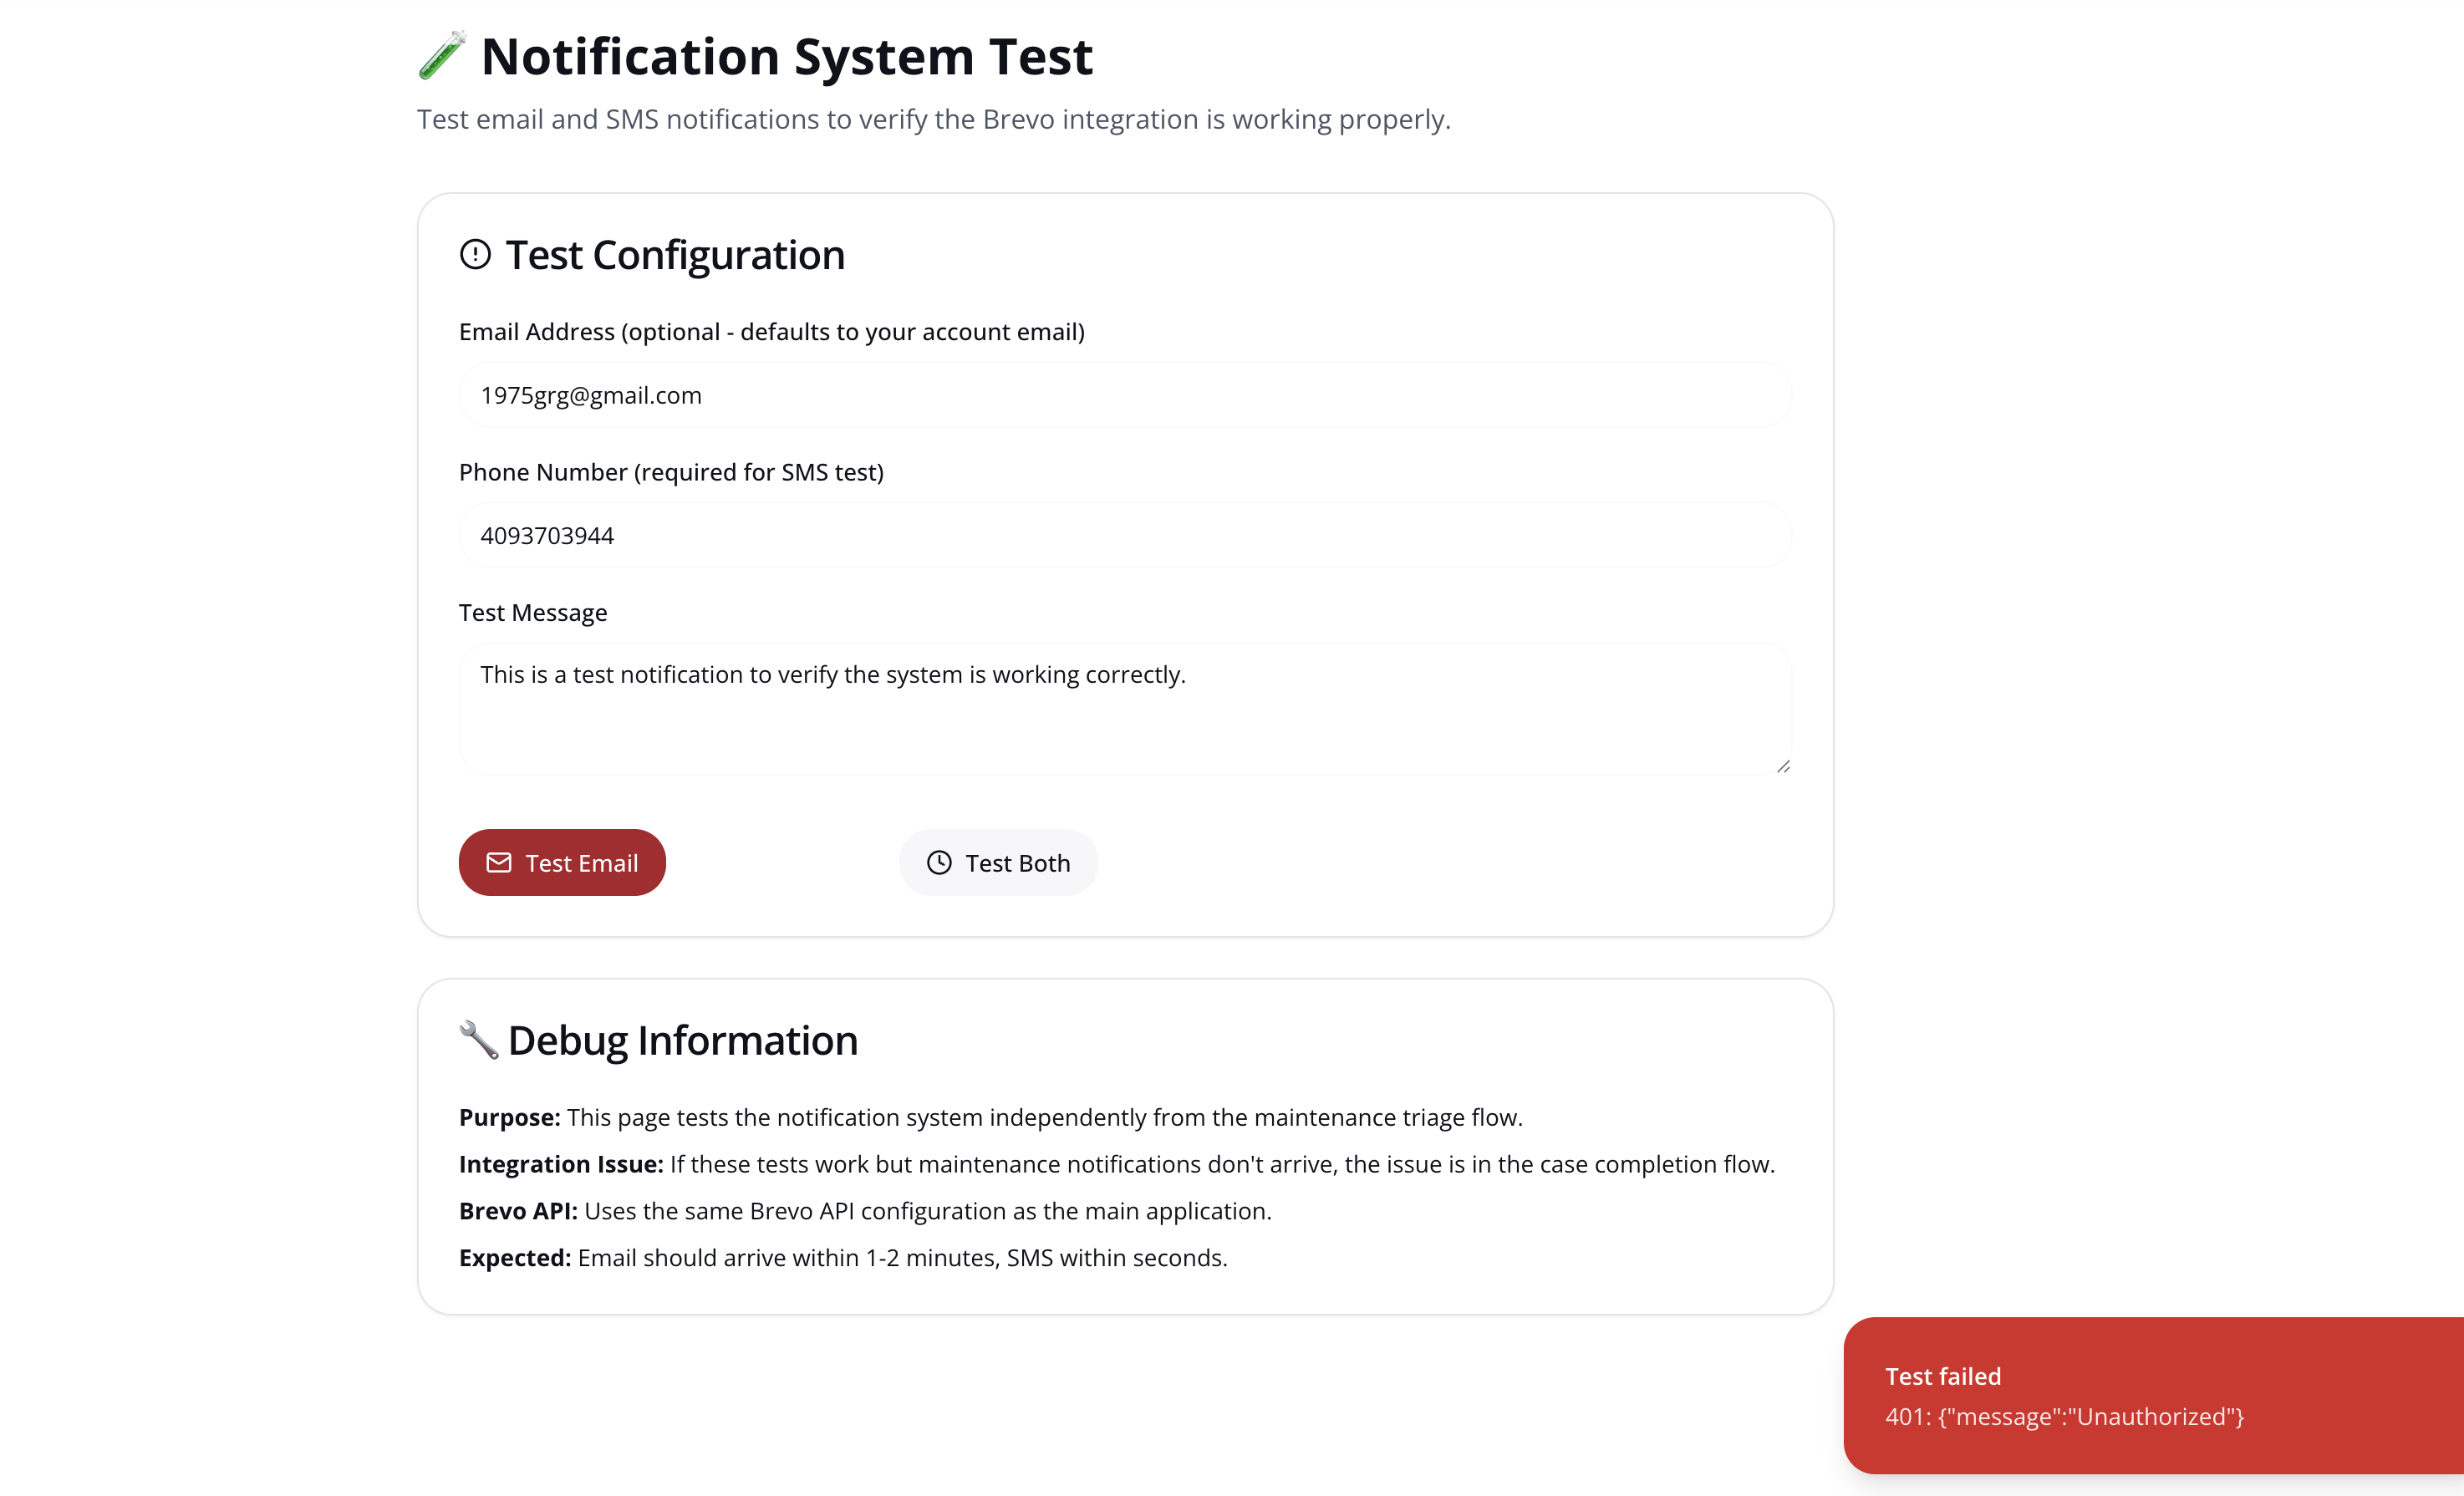 Notification System Test
Test email and SMS notifications to verify the Brevo integration is working properly.
Test Configuration
Email Address (optional - defaults to your account email)
1975grg@gmail.com
Phone Number (required for SMS test)
4093703944
Test Message
This is a test notification to verify the system is working correctly.
Test Email
Test Both
Debug Information
Purpose: This page tests the notification system independently from the maintenance triage flow.
Integration Issue: If these tests work but maintenance notifications don't arrive, the issue is in the case completion flow.
Brevo API: Uses the same Brevo API configuration as the main application.
Expected: Email should arrive within 1-2 minutes, SMS within seconds.
Test failed
401: {"message":"Unauthorized"}